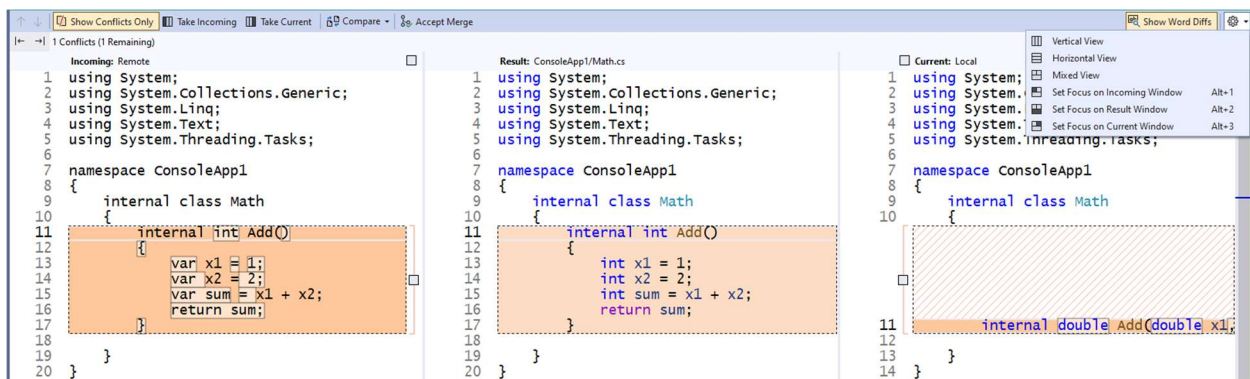 Show Conflicts Only Take Incoming Take Current Compare Accept Merge Show Word Diffs
1 Conflicts (1 Remaining)
Vertical View
Horizontal View
Mixed View
Set Focus on Incoming Window Alt+1
Set Focus on Result Window Alt+2
Set Focus on Current Window Alt+3
Incoming: Remote
1 using System;
2 using System.Collections.Generic;
3 using System.Linq;
4 using System.Text;
5 using System.Threading.Tasks;
6
7 namespace ConsoleApp1
8 {
9 internal class Math
10 {
11 internal int Add()
12 {
13 var x1 = 1;
14 var x2 = 2;
15 var sum = x1 + x2;
16 return sum;
17 }
18
19 }
20 }
Result: ConsoleApp1/Math.cs
1 using System;
2 using System.Collections.Generic;
3 using System.Linq;
4 using System.Text;
5 using System.Threading.Tasks;
6
7 namespace ConsoleApp1
8 {
9 internal class Math
10 {
11 internal int Add()
12 {
13 int x1 = 1;
14 int x2 = 2;
15 int sum = x1 + x2;
16 return sum;
17 }
18
19 }
20 }
Current: Local
1 using System;
2 using System.
3 using System.
4 using System.
5 using System.Threading.Tasks;
6
7 namespace ConsoleApp1
8 {
9 internal class Math
10 {
11 internal double Add(double x1,
12
13 }
14 }